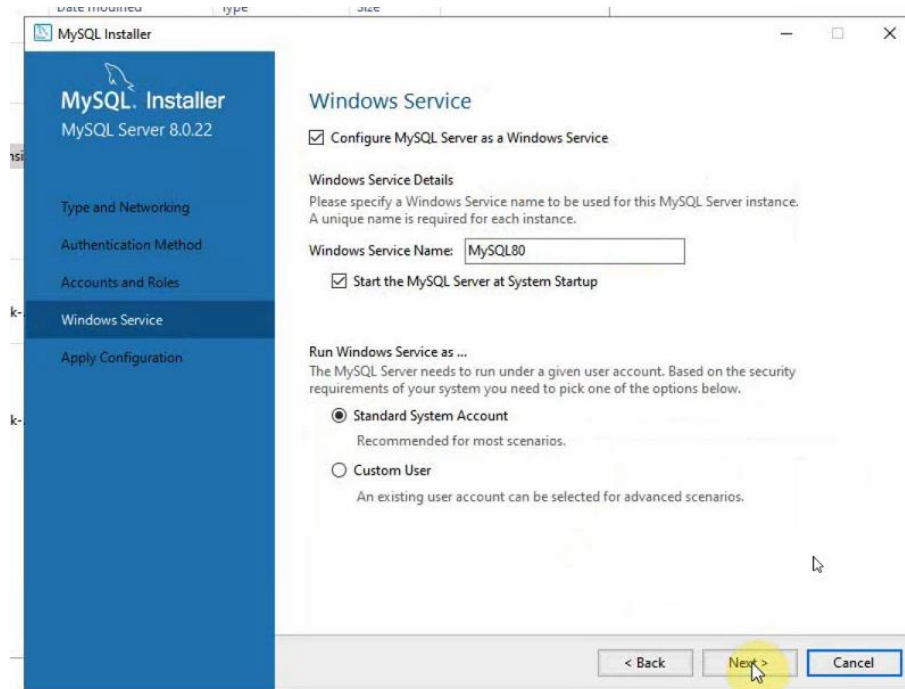 Date modified Type Size
MySQL Installer
MySQL. Installer
MySQL Server 8.0.22
Type and Networking
Authentication Method
Accounts and Roles
Windows Service
Apply Configuration
Windows Service
Configure MySQL Server as a Windows Service
Windows Service Details
Please specify a Windows Service name to be used for this MySQL Server instance.
A unique name is required for each instance.
Windows Service Name: MySQL80
Start the MySQL Server at System Startup
Run Windows Service as ...
The MySQL Server needs to run under a given user account. Based on the security
requirements of your system you need to pick one of the options below.
Standard System Account
Recommended for most scenarios.
Custom User
An existing user account can be selected for advanced scenarios.
< Back Next > Cancel